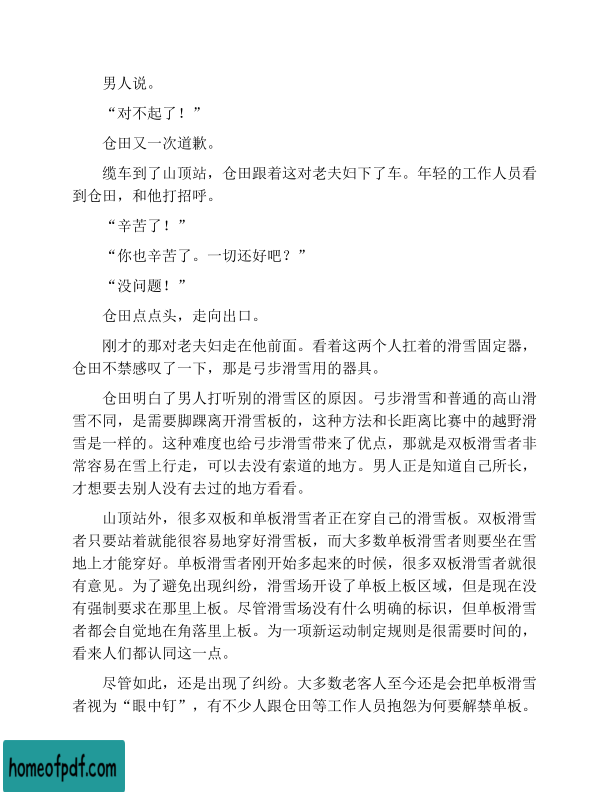 男人说。
“对不起了！”
仓田又一次道歉。
缆车到了山顶站，仓田跟着这对老夫妇下了车。年轻的工作人员看
到仓田，和他打招呼。
“辛苦了！”
“你也辛苦了。一切还好吧？”
“没问题！”
仓田点点头，走向出口。
刚才的那对老夫妇走在他前面。看着这两个人扛着的滑雪固定器，
仓田不禁感叹了一下，那是弓步滑雪用的器具。
仓田明白了男人打听别的滑雪区的原因。弓步滑雪和普通的高山滑
雪不同，是需要脚踝离开滑雪板的，这种方法和长距离比赛中的越野滑
雪是一样的。这种难度也给弓步滑雪带来了优点，那就是双板滑雪者非
常容易在雪上行走，可以去没有索道的地方。男人正是知道自己所长，
才想要去别人没有去过的地方看看。
山顶站外，很多双板和单板滑雪者正在穿自己的滑雪板。双板滑雪
者只要站着就能很容易地穿好滑雪板，而大多数单板滑雪者则要坐在雪
地上才能穿好。单板滑雪者刚开始多起来的时候，很多双板滑雪者就很
有意见。为了避免出现纠纷，滑雪场开设了单板上板区域，但是现在没
有强制要求在那里上板。尽管滑雪场没有什么明确的标识，但单板滑雪
者都会自觉地在角落里上板。为一项新运动制定规则是很需要时间的，
看来人们都认同这一点。
尽管如此，还是出现了纠纷。大多数老客人至今还是会把单板滑雪
者视为“眼中钉”，有不少人跟仓田等工作人员抱怨为何要解禁单板。
homeofpdf.com